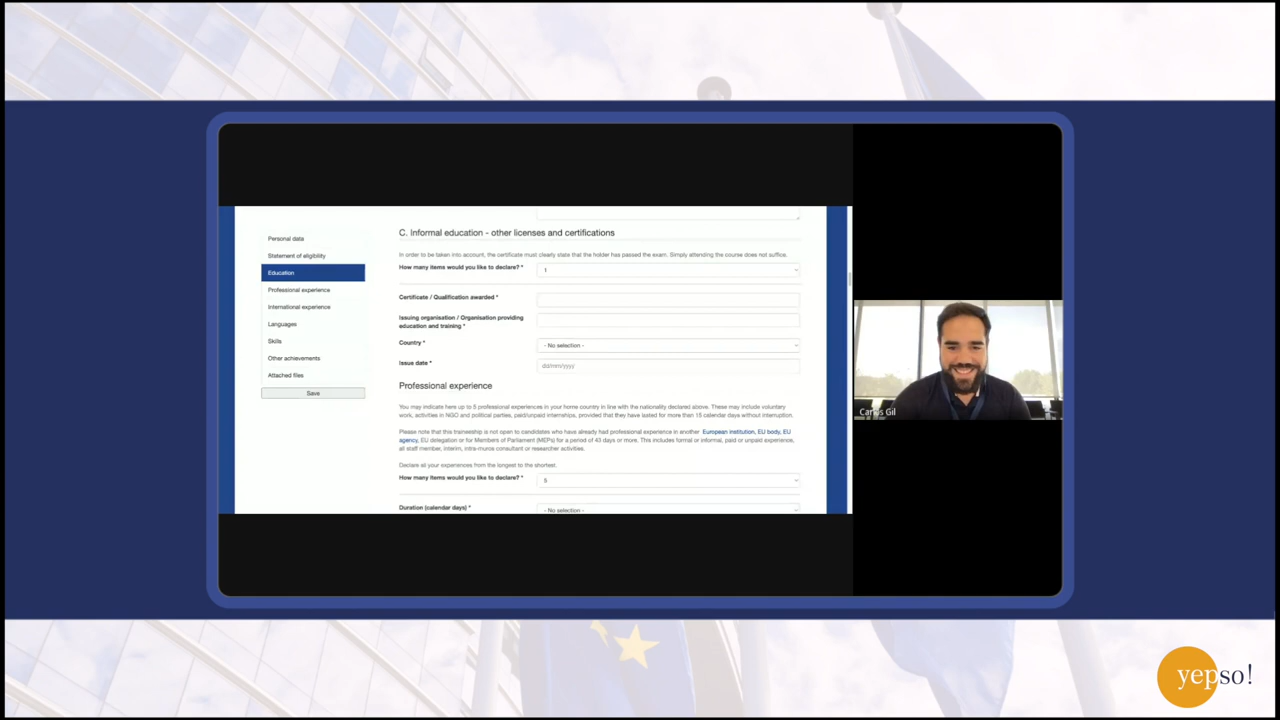 Personal data
Statement of eligibility
Education
Professional experience
International experience
Languages
Skills
Other achievements
Attached files
Save
C. Informal education - other licenses and certifications
In order to be taken into account, the certificate must clearly state that the holder has passed the exam. Simply attending the course does not suffice.
How many items would you like to declare? *
1
Certificate / Qualification awarded *
Issuing organisation / Organisation providing
education and training *
Country *
- No selection -
Issue date *
dd/mm/yyyy
Professional experience
You may indicate here up to 5 professional experiences in your home country in line with the nationality declared above. These may include voluntary
work, activities in NGO and political parties, paid/unpaid internships, provided that they have lasted for more than 15 calendar days without interruption.
Please note that this traineeship is not open to candidates who have already had professional experience in another European institution, EU body, EU
agency, EU delegation or for Members of Parliament (MEPs) for a period of 43 days or more. This includes formal or informal, paid or unpaid experience,
as staff member, interim, intra-muros consultant or researcher activities.
Declare all your experiences from the longest to the shortest.
How many items would you like to declare? *
5
Duration (calendar days) *
- No selection -
Carlos Gil
yepso!